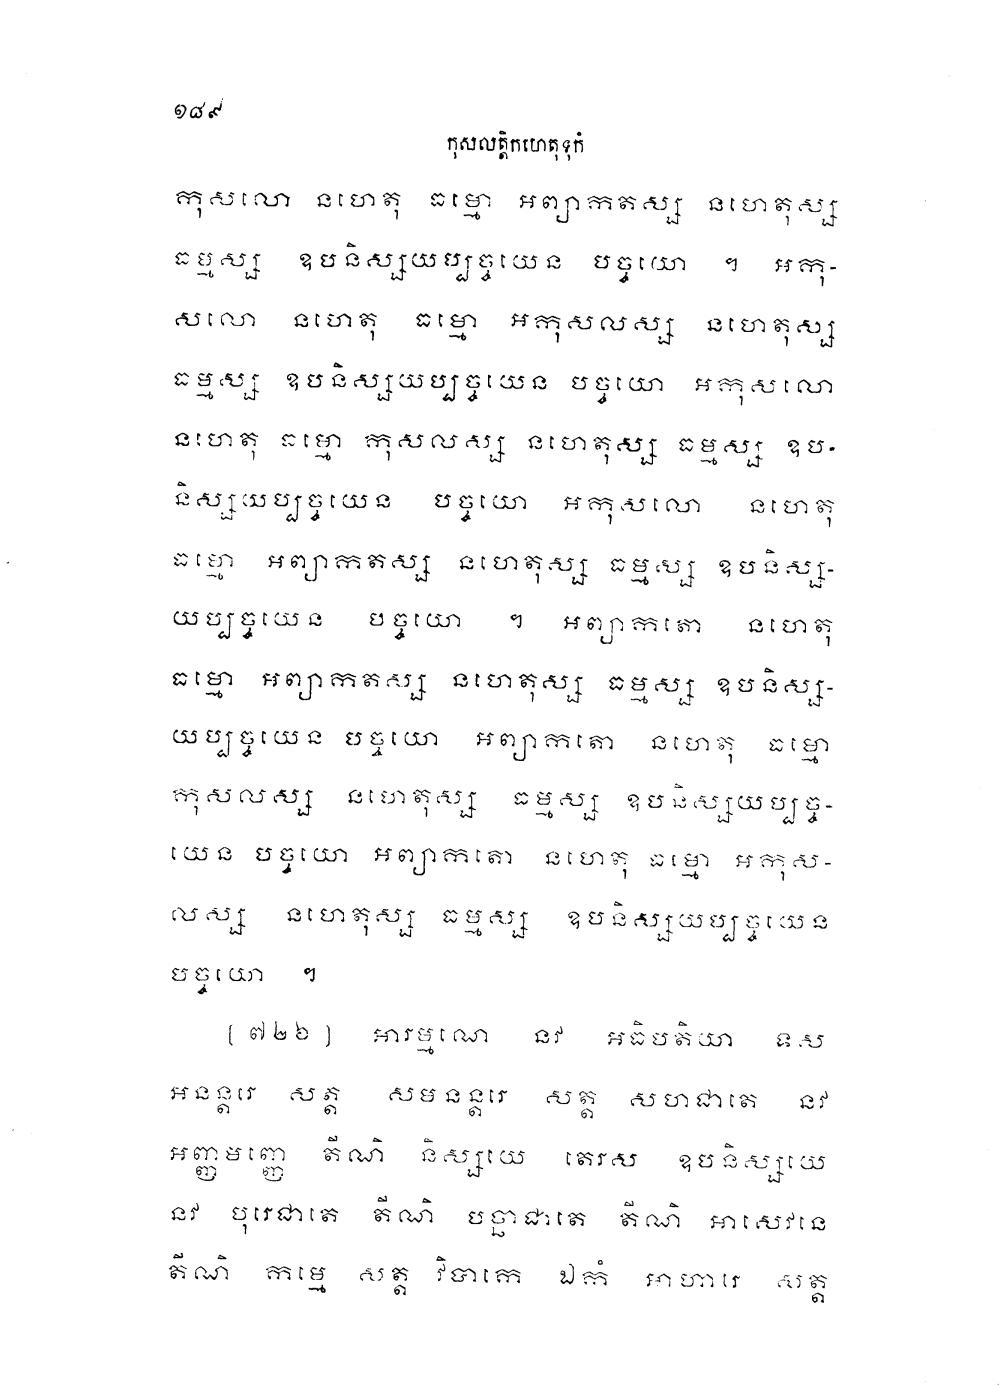 ១៨៩
កុសលត្តិកហេតុទុកំ
កុសលោ នហេតុ ធម្មោ អព្យាកតស្ស នហេតុស្ស
ធម្មស្ស ឧបនិស្សយប្បច្ចយេន បច្ចយោ ។ អកុ-
សលោ នហេតុ ធម្មោ អកុសលស្ស នហេតុស្ស
ធម្មស្ស ឧបនិស្សយប្បច្ចយេន បច្ចយោ អកុសលោ
នហេតុ ធម្មោ កុសលស្ស នហេតុស្ស ធម្មស្ស ឧប-
និស្សយប្បច្ចយេន បច្ចយោ អកុសលោ នហេតុ
ធម្មោ អព្យាកតស្ស នហេតុស្ស ធម្មស្ស ឧបនិស្ស-
យប្បច្ចយេន បច្ចយោ ។ អព្យាកតោ នហេតុ
ធម្មោ អព្យាកតស្ស នហេតុស្ស ធម្មស្ស ឧបនិស្ស-
យប្បច្ចយេន បច្ចយោ អព្យាកតោ នហេតុ ធម្មោ
កុសលស្ស នហេតុស្ស ធម្មស្ស ឧបនិស្សយប្បច្ច-
យេន បច្ចយោ អព្យាកតោ នហេតុ ធម្មោ អកុស-
លស្ស នហេតុស្ស ធម្មស្ស ឧបនិស្សយប្បច្ចយេន
បច្ចយោ ។
[៧២៦] អារម្មណេ នវ អធិបតិយា ទស
អនន្តរេ សត្ត សមនន្តរេ សត្ត សហជាតេ នវ
អញ្ញមញ្ញេ តីណិ និស្សយេ តេរស ឧបនិស្សយេ
នវ បុរេជាតេ តីណិ បច្ឆាជាតេ តីណិ អាសេវនេ
តីណិ កម្មេ សត្ត វិបាកេ ឯកំ អាហារេ សត្ត